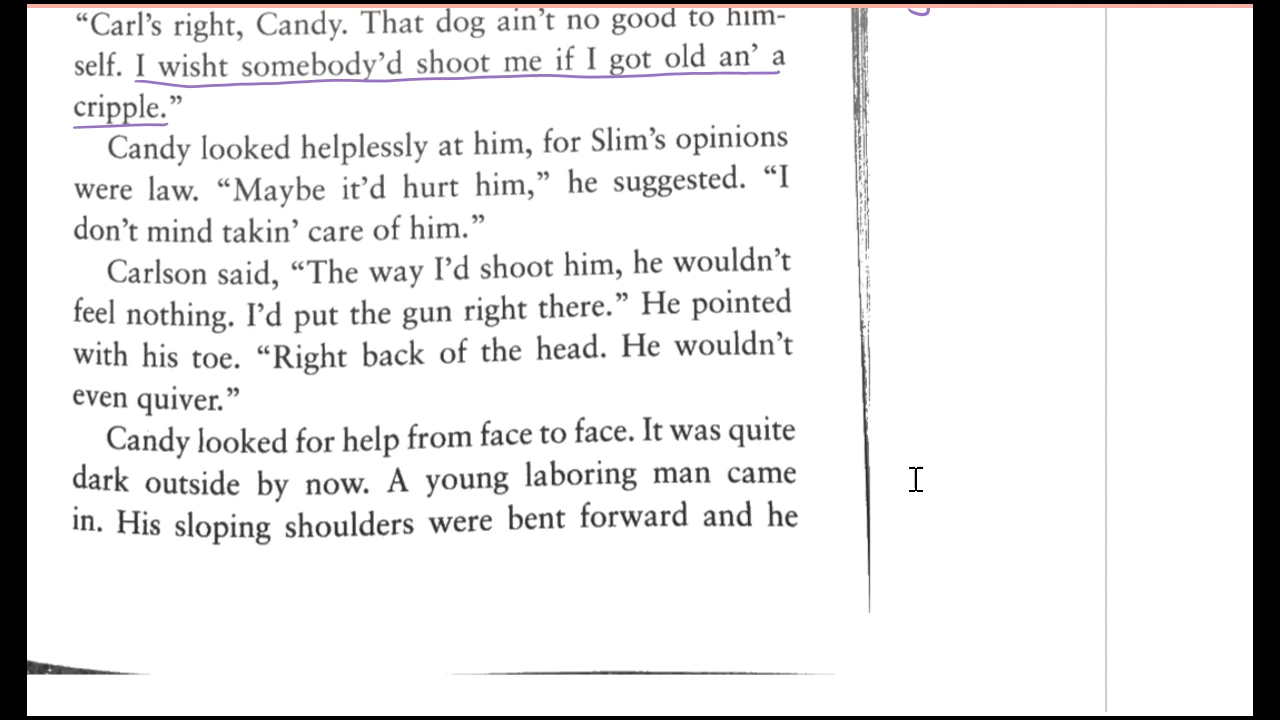 “Carl’s right, Candy. That dog ain’t no good to him-
self. I wisht somebody’d shoot me if I got old an’ a
cripple.”
Candy looked helplessly at him, for Slim’s opinions
were law. “Maybe it’d hurt him,” he suggested. “I
don’t mind takin’ care of him.”
Carlson said, “The way I’d shoot him, he wouldn’t
feel nothing. I’d put the gun right there.” He pointed
with his toe. “Right back of the head. He wouldn’t
even quiver.”
Candy looked for help from face to face. It was quite
dark outside by now. A young laboring man came
in. His sloping shoulders were bent forward and he